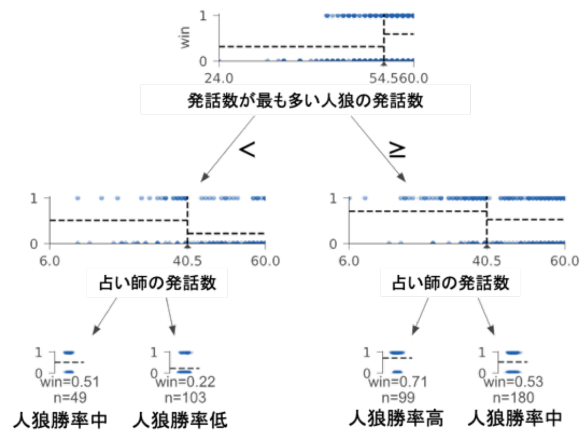 1
win
0
24.0 54.560.0
発話数が最も多い人狼の発話数
< ≥
1
0
6.0 40.5 60.0
占い師の発話数
1
0
6.0 40.5 60.0
占い師の発話数
1
0
win=0.51
n=49
人狼勝率中
1
0
win=0.22
n=103
人狼勝率低
1
0
win=0.71
n=99
人狼勝率高
1
0
win=0.53
n=180
人狼勝率中